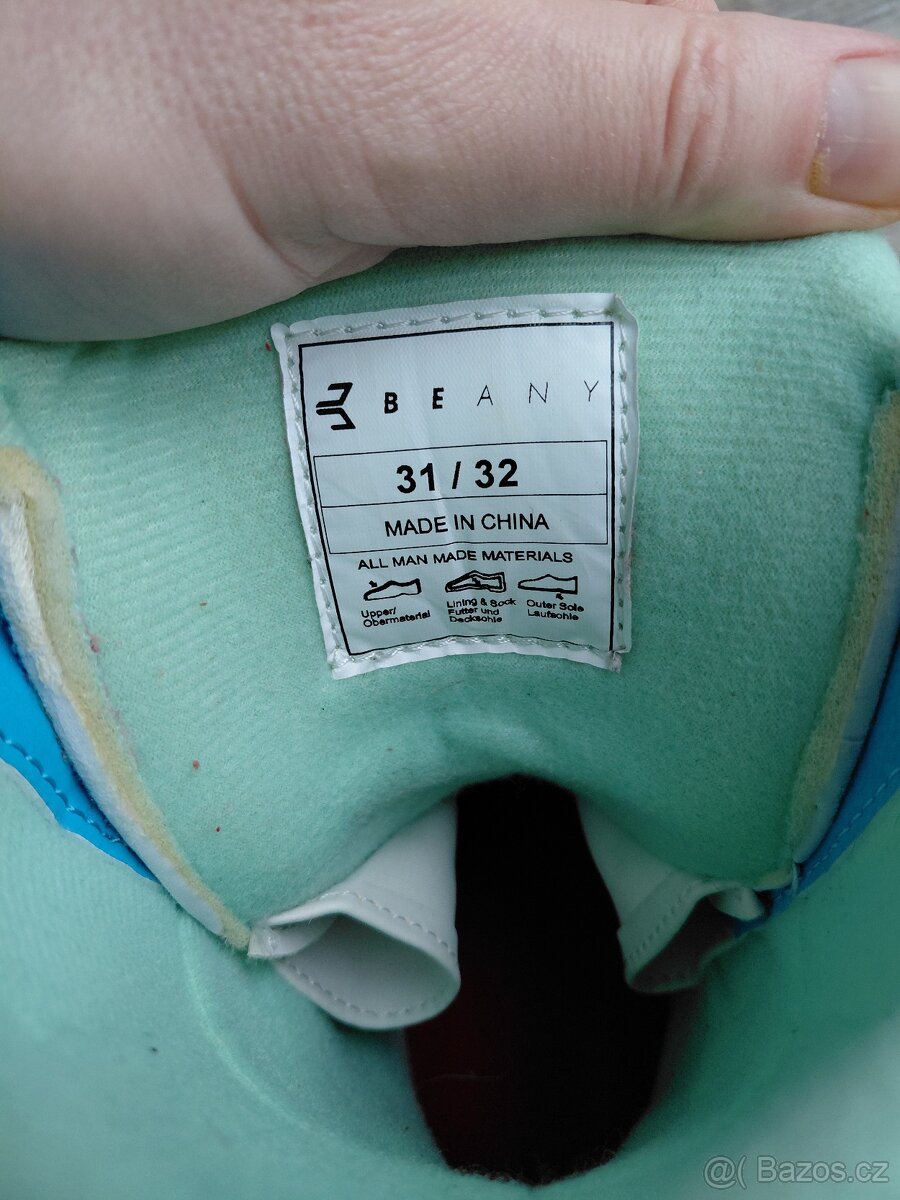 BEANY
31 / 32
MADE IN CHINA
ALL MAN MADE MATERIALS
Upper/
Obermaterial
Lining & Sock
Futter und
Decksohle
Outer Sole
Laufsohle
@( Bazos.cz